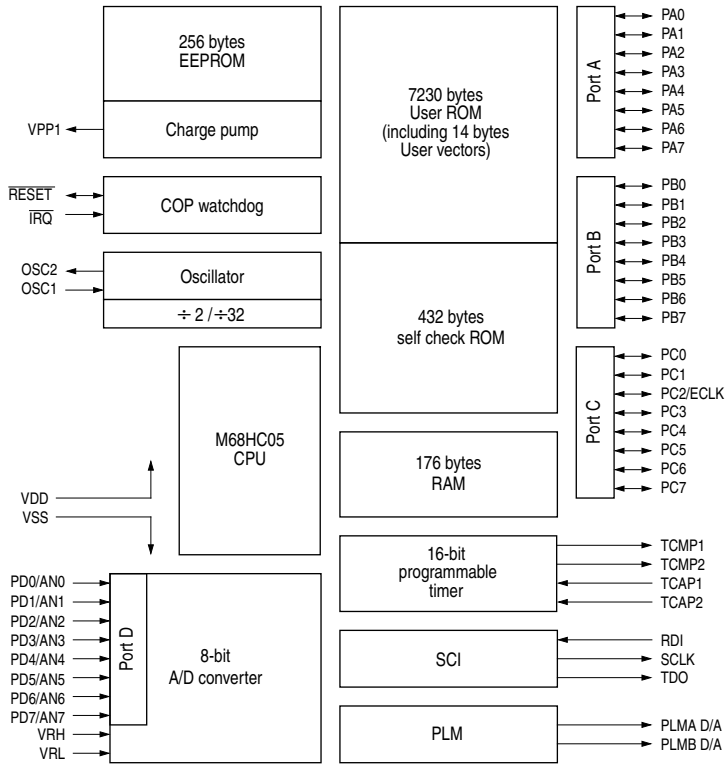 256 bytes
EEPROM
Charge pump
VPP1
RESET
IRQ
COP watchdog
OSC2
OSC1
Oscillator
÷ 2 / ÷32
M68HC05
CPU
VDD
VSS
PD0/AN0
PD1/AN1
PD2/AN2
PD3/AN3
PD4/AN4
PD5/AN5
PD6/AN6
PD7/AN7
VRH
VRL
Port D
8-bit
A/D converter
7230 bytes
User ROM
(including 14 bytes
User vectors)
432 bytes
self check ROM
176 bytes
RAM
16-bit
programmable
timer
SCI
PLM
Port A
PA0
PA1
PA2
PA3
PA4
PA5
PA6
PA7
Port B
PB0
PB1
PB2
PB3
PB4
PB5
PB6
PB7
Port C
PC0
PC1
PC2/ECLK
PC3
PC4
PC5
PC6
PC7
TCMP1
TCMP2
TCAP1
TCAP2
RDI
SCLK
TDO
PLMA D/A
PLMB D/A